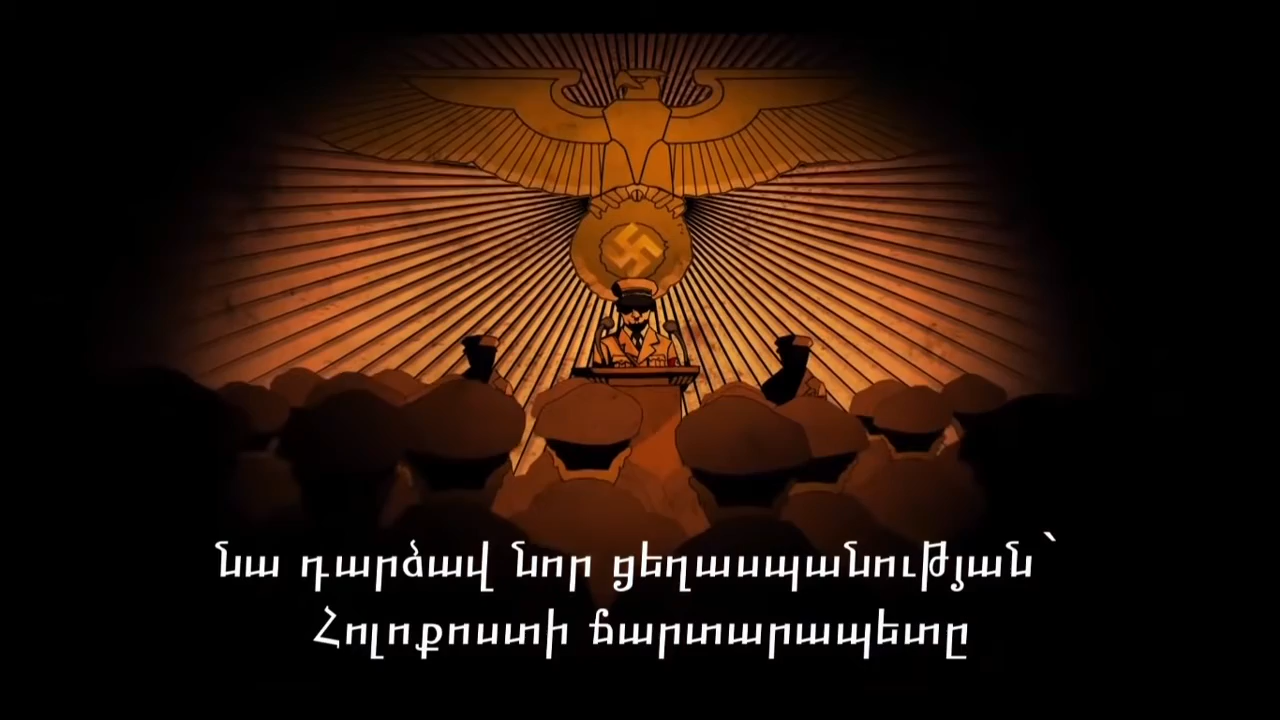 նա դարձավ նոր ցեղասպանության՝
Հոլոքոստի ճարտարապետը